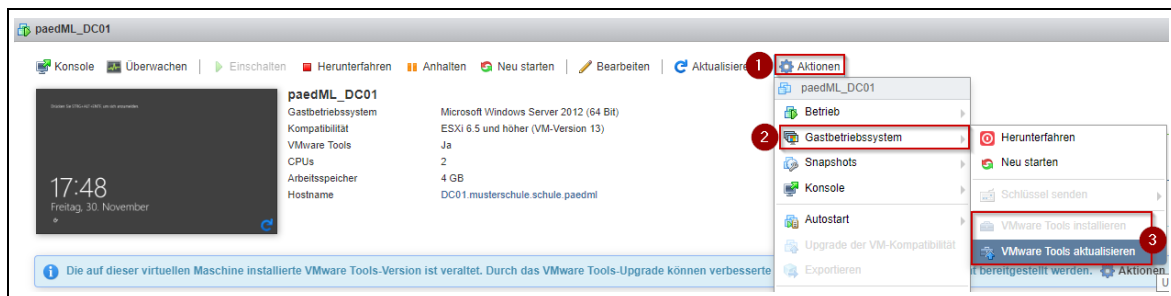 paedML_DC01
Konsole Überwachen Einschalten Herunterfahren Anhalten Neu starten Bearbeiten Aktualisiere 1 Aktionen
paedML_DC01
Gastbetriebssystem Microsoft Windows Server 2012 (64 Bit)
Kompatibilität ESXi 6.5 und höher (VM-Version 13)
VMware Tools Ja
CPUs 2
Arbeitsspeicher 4 GB
Hostname DC01.musterschule.schule.paedml
17:48
Freitag, 30. November
paedML_DC01
Betrieb
2 Gastbetriebssystem
Snapshots
Konsole
Autostart
Upgrade der VM-Kompatibilität
Exportieren
Herunterfahren
Neu starten
Schlüssel senden
VMware Tools installieren
3
VMware Tools aktualisieren
Die auf dieser virtuellen Maschine installierte VMware Tools-Version ist veraltet. Durch das VMware Tools-Upgrade können verbesserte t bereitgestellt werden. Aktionen
U